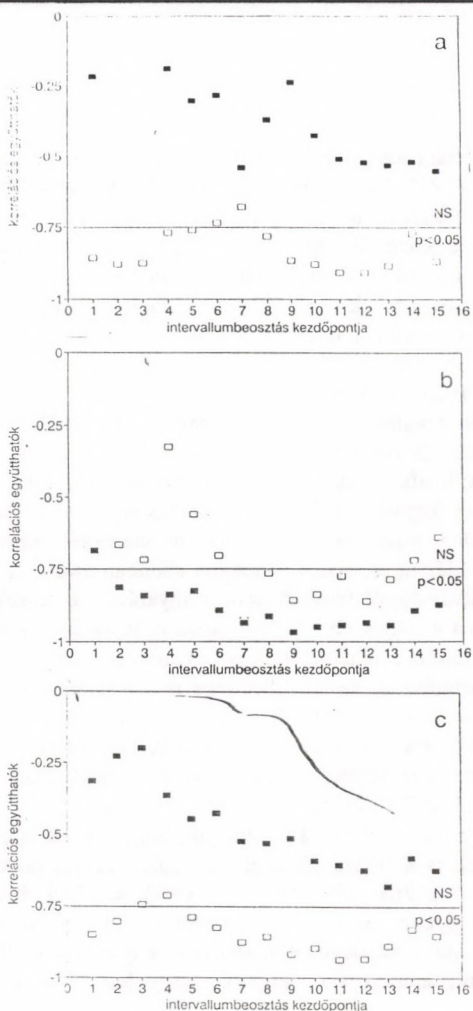 a
0
-0.25
-0.5
-0.75
-1
korrelációs együtthatók
NS
p<0.05
1 2 3 4 5 6 7 8 9 10 11 12 13 14 15 16
intervallumbeosztás kezdőpontja
b
0
-0.25
-0.5
-0.75
-1
korrelációs együtthatók
NS
p<0.05
0 1 2 3 4 5 6 7 8 9 10 11 12 13 14 15 16
intervallumbeosztás kezdőpontja
c
0
-0.25
-0.5
-0.75
-1
korrelációs együtthatók
NS
p<0.05
0 1 2 3 4 5 6 7 8 9 10 11 12 13 14 15 16
intervallumbeosztás kezdőpontja